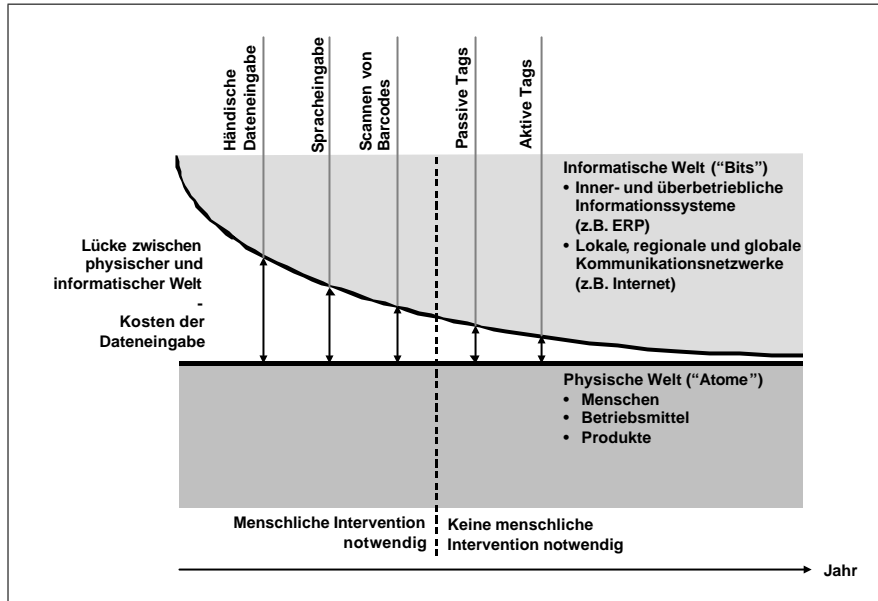 Händische
Dateneingabe
Spracheingabe
Scannen von
Barcodes
Passive Tags
Aktive Tags
Informatische Welt (“Bits”)
• Inner- und überbetriebliche
Informationssysteme
(z.B. ERP)
• Lokale, regionale und globale
Kommunikationsnetzwerke
(z.B. Internet)
Lücke zwischen
physischer und
informatischer Welt
-
Kosten der
Dateneingabe
Physische Welt (“Atome”)
• Menschen
• Betriebsmittel
• Produkte
Menschliche Intervention
notwendig
Keine menschliche
Intervention notwendig
Jahr